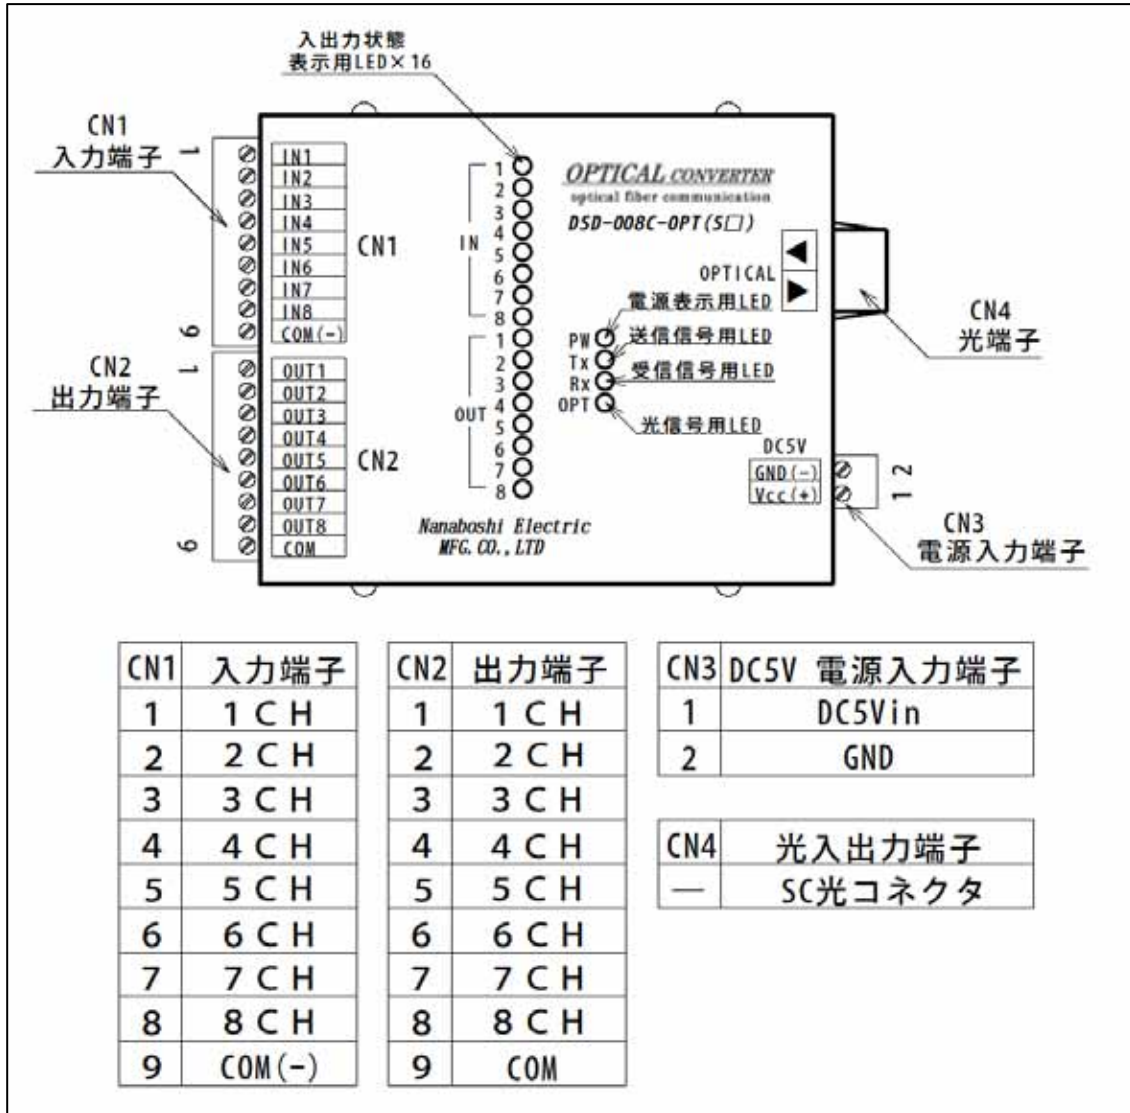 入出力状態
表示用LED×16
CN1
入力端子
1
9
IN1
IN2
IN3
IN4
IN5
IN6
IN7
IN8
COM(-)
CN1
CN2
出力端子
1
9
OUT1
OUT2
OUT3
OUT4
OUT5
OUT6
OUT7
OUT8
COM
CN2
IN
1
2
3
4
5
6
7
8
OUT
1
2
3
4
5
6
7
8
OPTICAL CONVERTER
optical fiber communication
DSD-008C-OPT(S□)
OPTICAL
電源表示用LED
PW
Tx
送信信号用LED
Rx
受信信号用LED
OPT
光信号用LED
CN4
光端子
DC5V
GND(-)
Vcc(+)
2
1
CN3
電源入力端子
Nanaboshi Electric
MFG.CO.,LTD
CN1 入力端子
1 1CH
2 2CH
3 3CH
4 4CH
5 5CH
6 6CH
7 7CH
8 8CH
9 COM(-)
CN2 出力端子
1 1CH
2 2CH
3 3CH
4 4CH
5 5CH
6 6CH
7 7CH
8 8CH
9 COM
CN3 DC5V 電源入力端子
1 DC5Vin
2 GND
CN4 光入出力端子
― SC光コネクタ